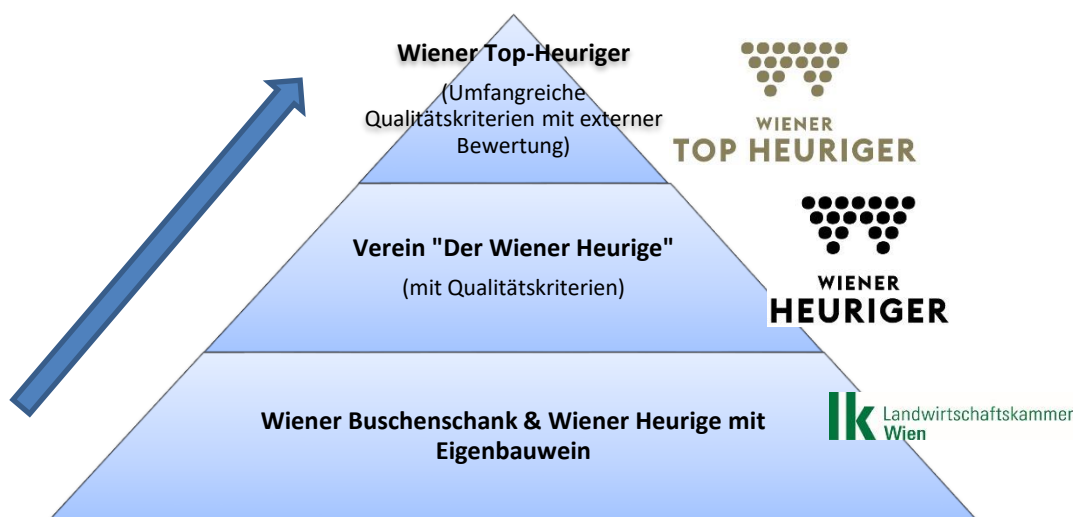 Wiener Top-Heuriger
(Umfangreiche
Qualitätskriterien mit externer
Bewertung)
WIENER
TOP HEURIGER
Verein "Der Wiener Heurige"
(mit Qualitätskriterien)
WIENER
HEURIGER
Wiener Buschenschank & Wiener Heurige mit
Eigenbauwein
lk Landwirtschaftskammer
Wien